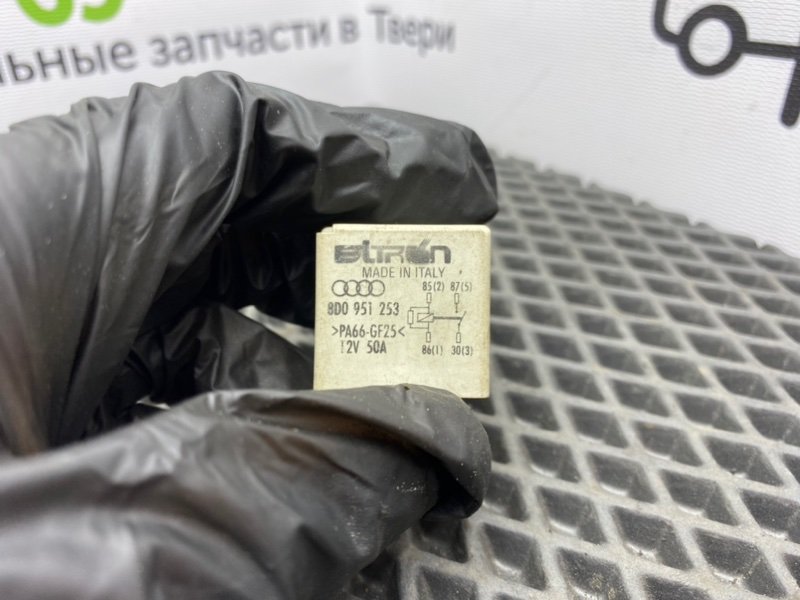 льные запчасти в Твери
eltrón
MADE IN ITALY
8D0 951 253
>PA66-GF25<
12V 50A
85(2) 87(5)
86(1) 30(3)